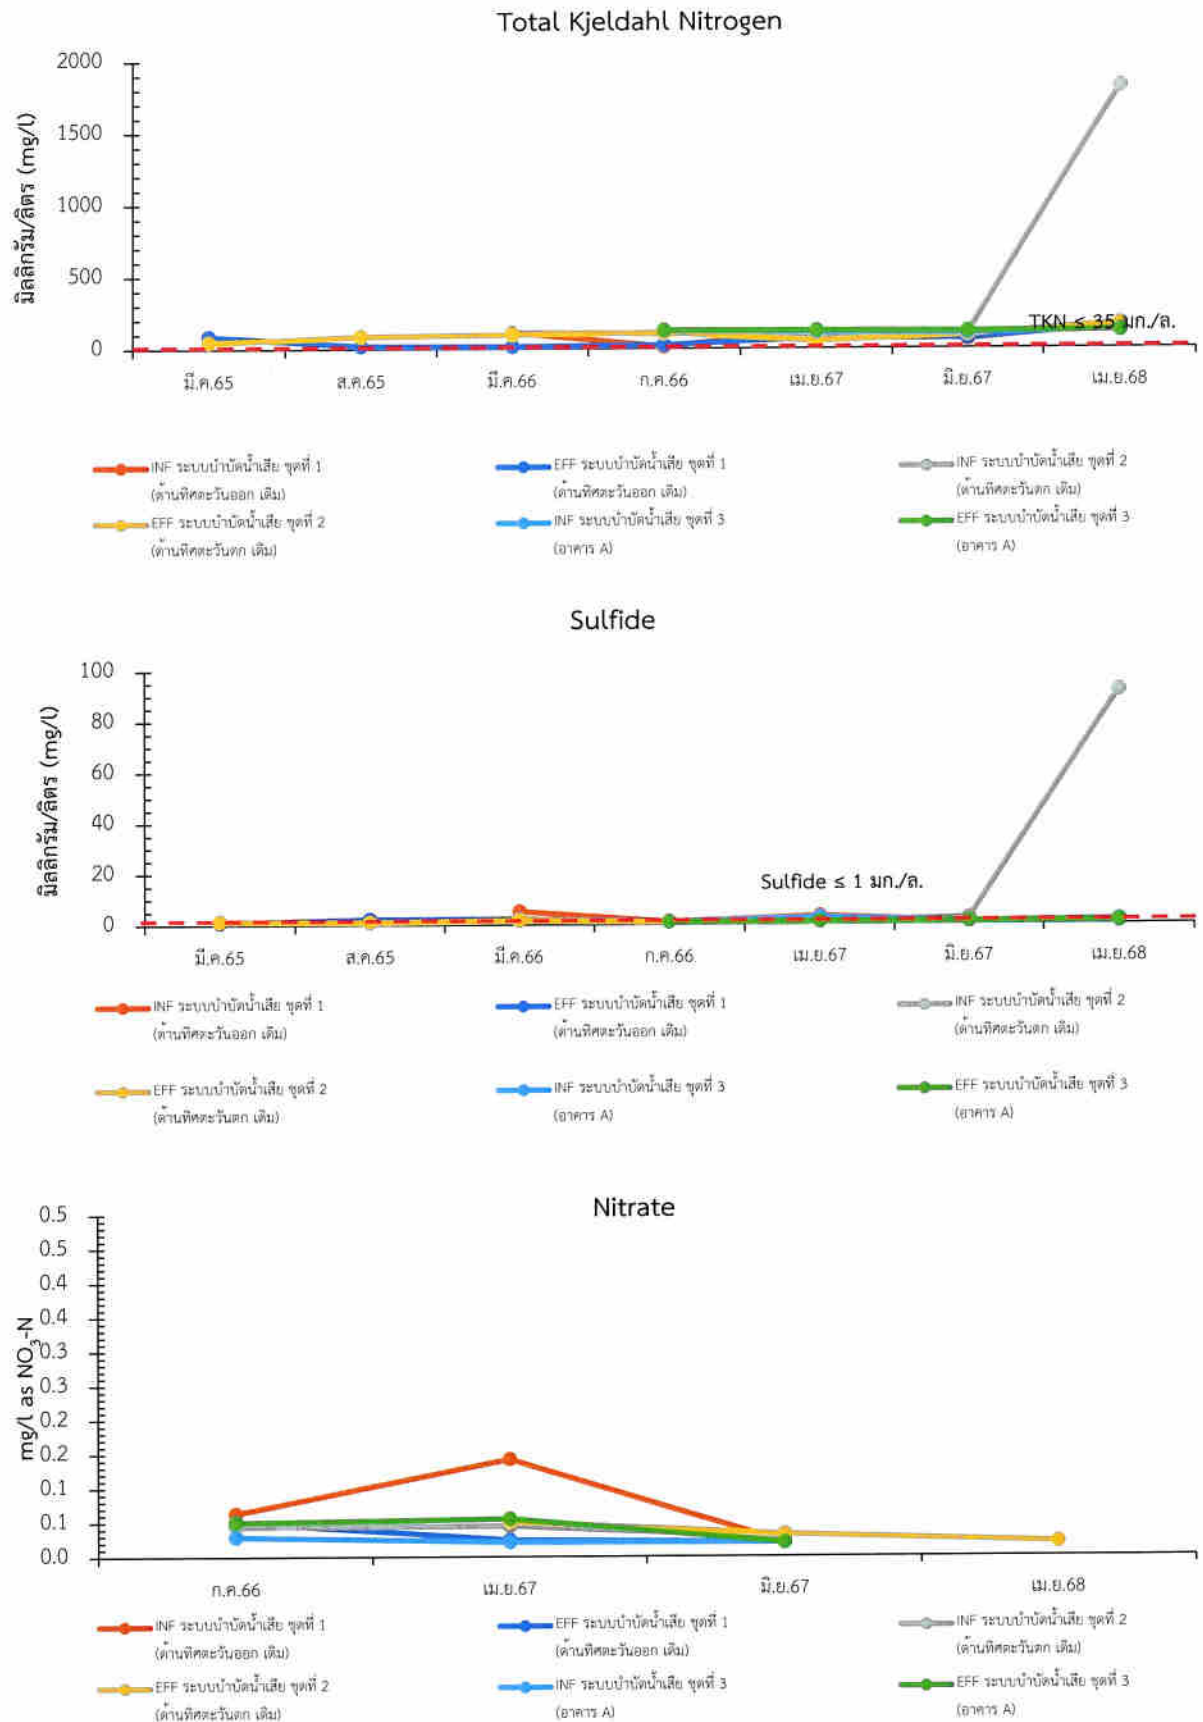 Total Kjeldahl Nitrogen
มิลลิกรัม/ลิตร (mg/l)
2000
1500
1000
500
0
TKN ≤ 35 มก./ล.
มี.ค.65 ส.ค.65 มี.ค.66 ก.ค.66 เม.ย.67 มิ.ย.67 เม.ย.68
INF ระบบบำบัดน้ำเสีย ชุดที่ 1 EFF ระบบบำบัดน้ำเสีย ชุดที่ 1 INF ระบบบำบัดน้ำเสีย ชุดที่ 2
(ด้านทิศตะวันออก เดิม) (ด้านทิศตะวันออก เดิม) (ด้านทิศตะวันตก เดิม)
EFF ระบบบำบัดน้ำเสีย ชุดที่ 2 INF ระบบบำบัดน้ำเสีย ชุดที่ 3 EFF ระบบบำบัดน้ำเสีย ชุดที่ 3
(ด้านทิศตะวันตก เดิม) (อาคาร A) (อาคาร A)
Sulfide
มิลลิกรัม/ลิตร (mg/l)
100
80
60
40
20
0
Sulfide ≤ 1 มก./ล.
มี.ค.65 ส.ค.65 มี.ค.66 ก.ค.66 เม.ย.67 มิ.ย.67 เม.ย.68
INF ระบบบำบัดน้ำเสีย ชุดที่ 1 EFF ระบบบำบัดน้ำเสีย ชุดที่ 1 INF ระบบบำบัดน้ำเสีย ชุดที่ 2
(ด้านทิศตะวันออก เดิม) (ด้านทิศตะวันออก เดิม) (ด้านทิศตะวันตก เดิม)
EFF ระบบบำบัดน้ำเสีย ชุดที่ 2 INF ระบบบำบัดน้ำเสีย ชุดที่ 3 EFF ระบบบำบัดน้ำเสีย ชุดที่ 3
(ด้านทิศตะวันตก เดิม) (อาคาร A) (อาคาร A)
Nitrate
mg/l as NO₃-N
0.5
0.5
0.4
0.4
0.3
0.3
0.2
0.2
0.1
0.1
0.0
ก.ค.66 เม.ย.67 มิ.ย.67 เม.ย.68
INF ระบบบำบัดน้ำเสีย ชุดที่ 1 EFF ระบบบำบัดน้ำเสีย ชุดที่ 1 INF ระบบบำบัดน้ำเสีย ชุดที่ 2
(ด้านทิศตะวันออก เดิม) (ด้านทิศตะวันออก เดิม) (ด้านทิศตะวันตก เดิม)
EFF ระบบบำบัดน้ำเสีย ชุดที่ 2 INF ระบบบำบัดน้ำเสีย ชุดที่ 3 EFF ระบบบำบัดน้ำเสีย ชุดที่ 3
(ด้านทิศตะวันตก เดิม) (อาคาร A) (อาคาร A)